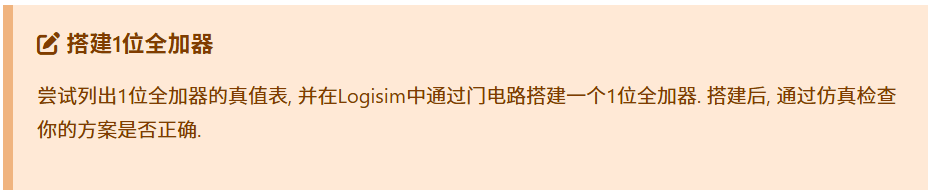 搭建1位全加器
尝试列出1位全加器的真值表, 并在Logisim中通过门电路搭建一个1位全加器. 搭建后, 通过仿真检查
你的方案是否正确.